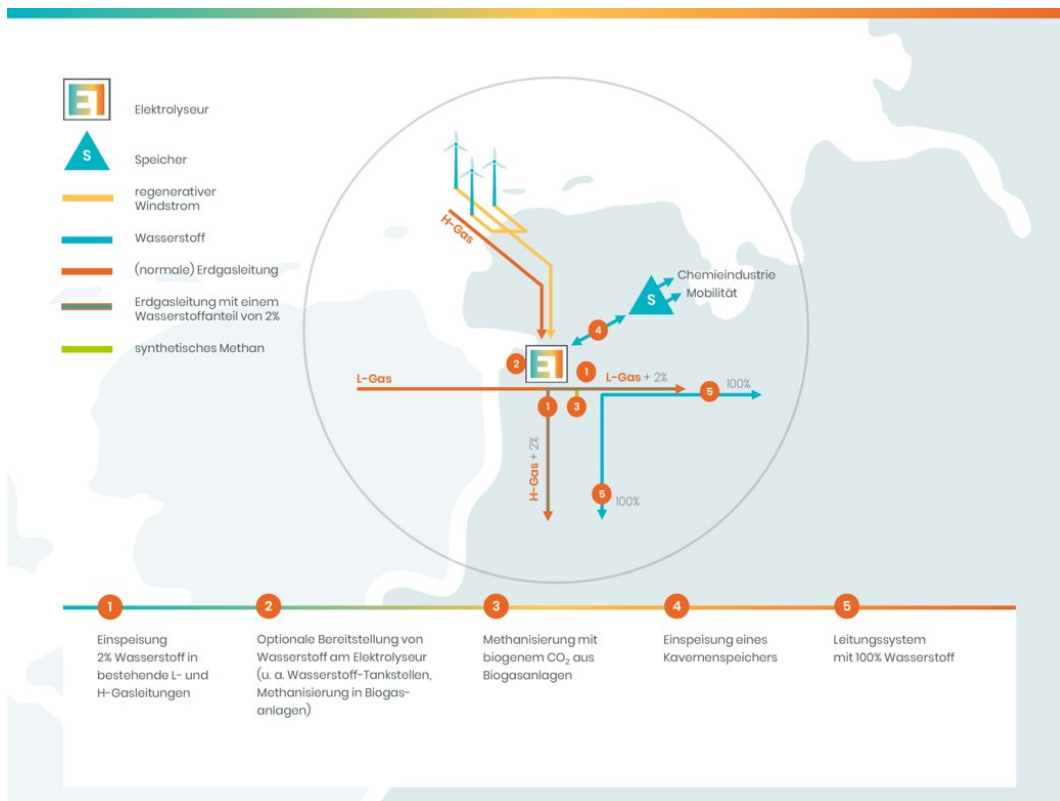 Elektrolyseur
S
Speicher
regenerativer
Windstrom
Wasserstoff
(normale) Erdgasleitung
Erdgasleitung mit einem
Wasserstoffanteil von 2%
synthetisches Methan
H-Gas
Chemieindustrie
Mobilität
S
4
2
1
L-Gas
L-Gas + 2%
100%
5
1
3
H-Gas + 2%
5
100%
1
Einspeisung
2% Wasserstoff in
bestehende L- und
H-Gasleitungen
2
Optionale Bereitstellung von
Wasserstoff am Elektrolyseur
(u. a. Wasserstoff-Tankstellen,
Methanisierung in Biogas-
anlagen)
3
Methanisierung mit
biogenem CO₂ aus
Biogasanlagen
4
Einspeisung eines
Kavernenspeichers
5
Leitungssystem
mit 100% Wasserstoff